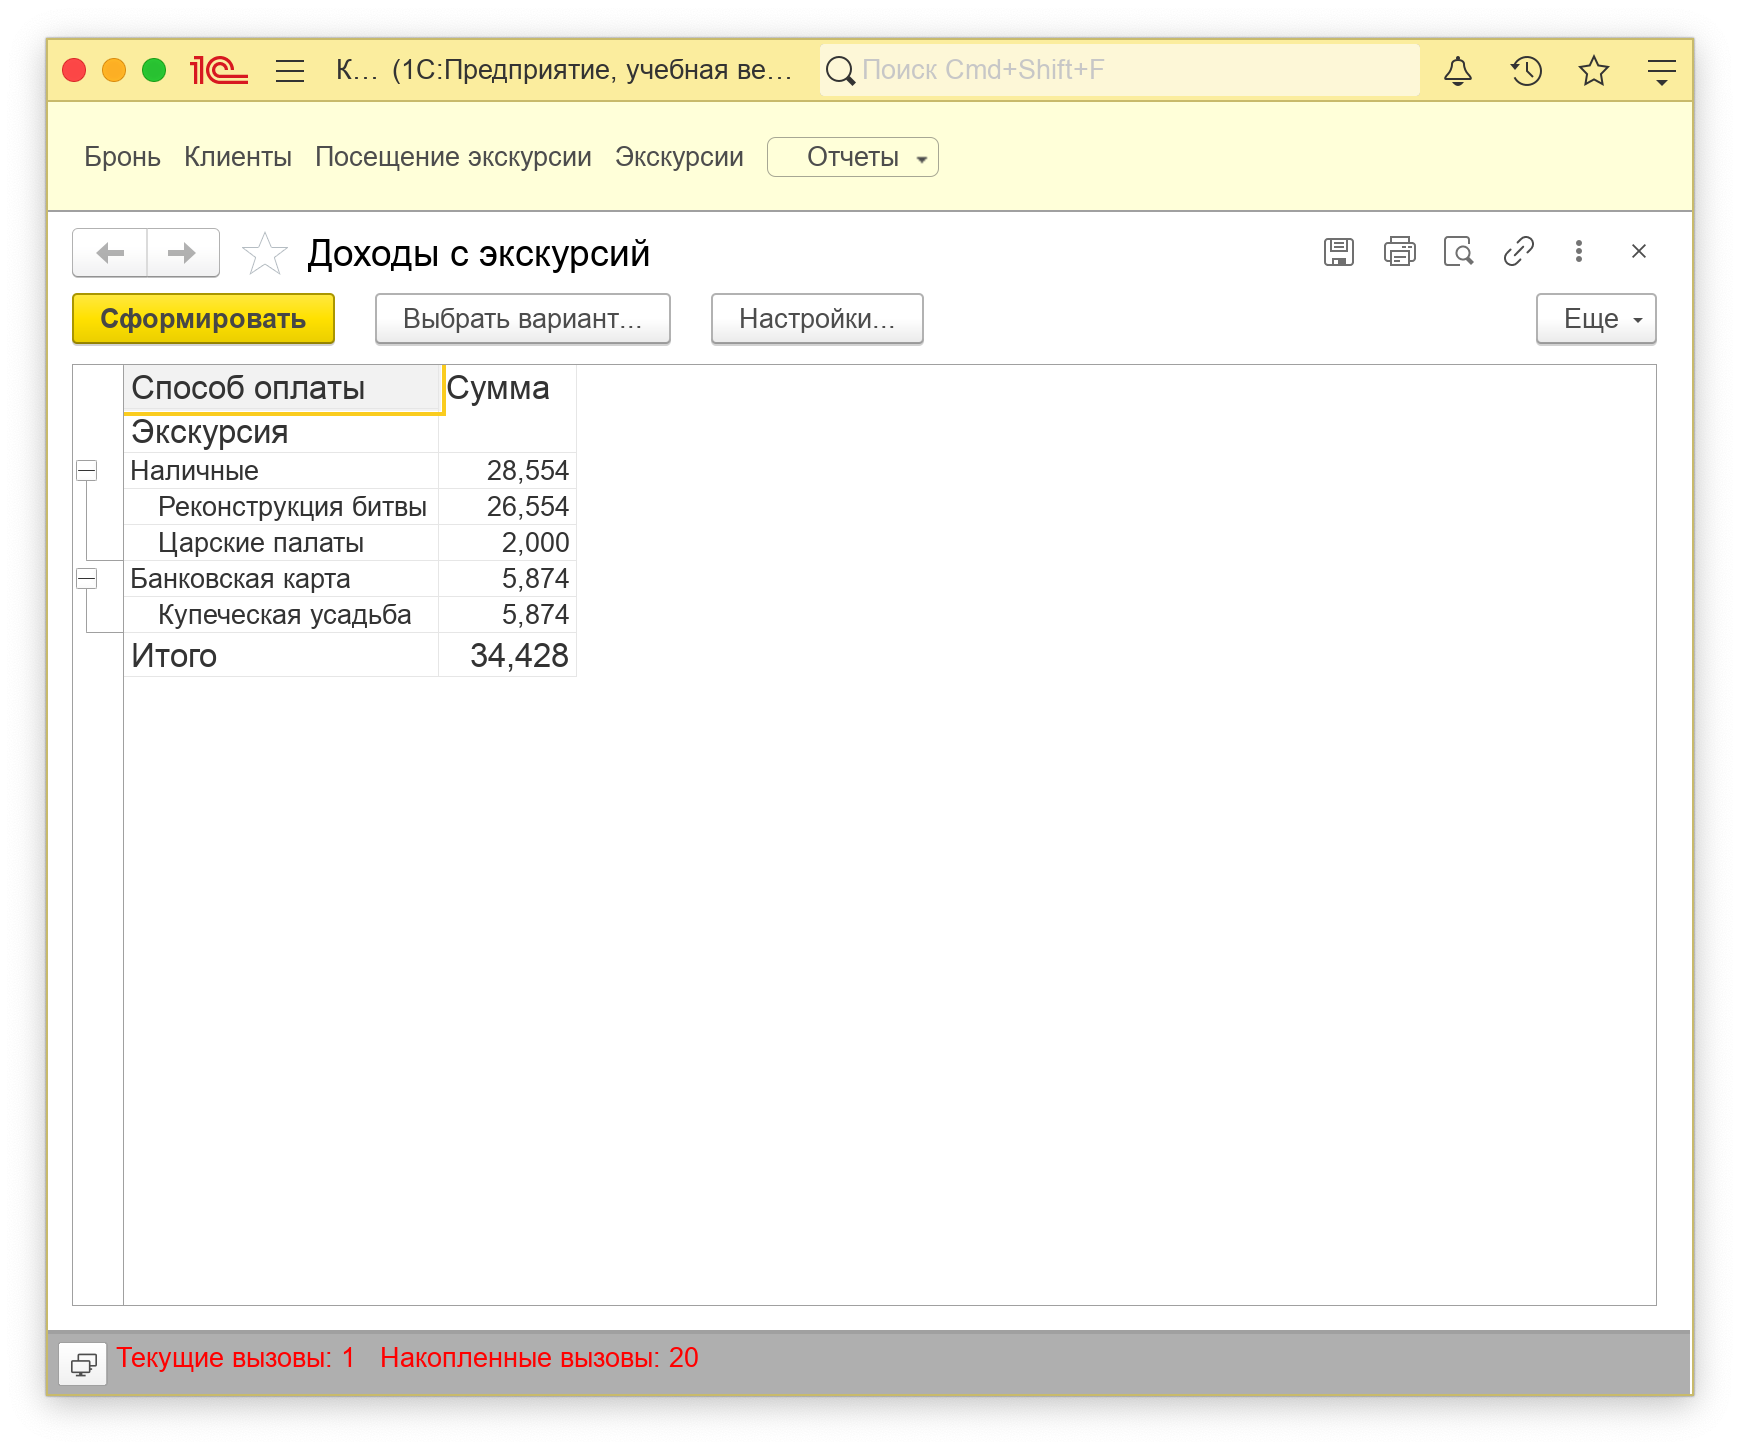 1С К... (1С:Предприятие, учебная ве... Поиск Cmd+Shift+F
Бронь Клиенты Посещение экскурсии Экскурсии Отчеты
Доходы с экскурсий
Сформировать Выбрать вариант... Настройки... Еще
Способ оплаты Сумма
Экскурсия
Наличные 28,554
Реконструкция битвы 26,554
Царские палаты 2,000
Банковская карта 5,874
Купеческая усадьба 5,874
Итого 34,428
Текущие вызовы: 1 Накопленные вызовы: 20